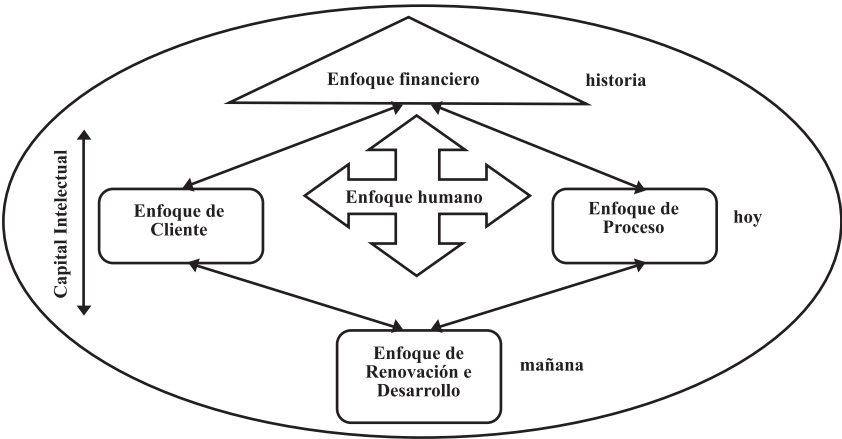 Enfoque financiero
historia
Capital Intelectual
Enfoque humano
Enfoque de
Cliente
Enfoque de
Proceso
hoy
Enfoque de
Renovación e
Desarrollo
mañana